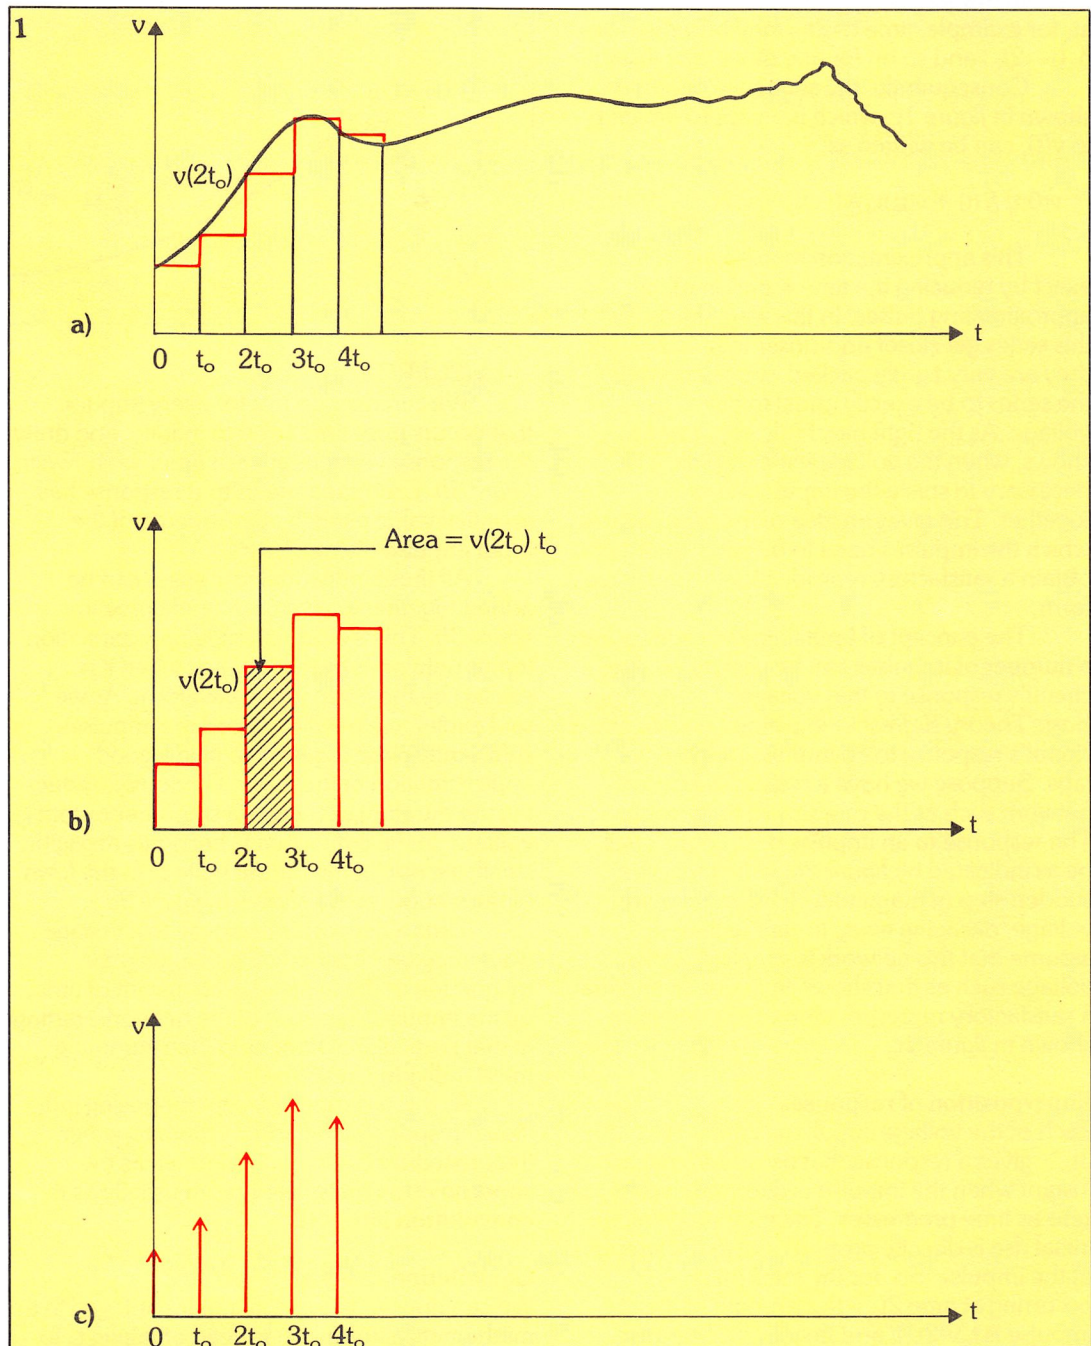 1
v
v(2tₒ)
a)
t
0 tₒ 2tₒ 3tₒ 4tₒ
v
Area = v(2tₒ) tₒ
v(2tₒ)
b)
t
0 tₒ 2tₒ 3tₒ 4tₒ
v
c)
t
0 tₒ 2tₒ 3tₒ 4tₒ